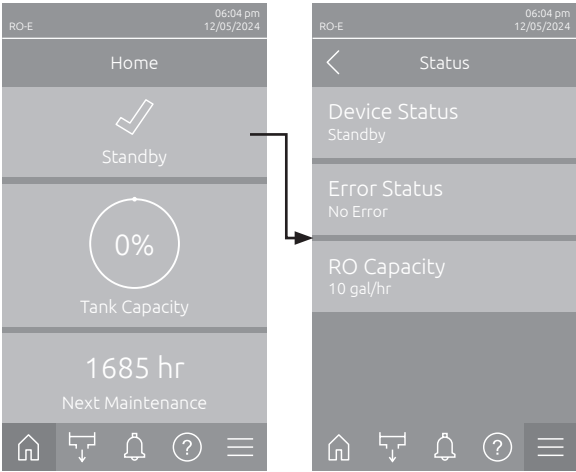 06:04 pm
RO-E 12/05/2024
Home
Standby
0%
Tank Capacity
1685 hr
Next Maintenance
?
06:04 pm
RO-E 12/05/2024
Status
Device Status
Standby
Error Status
No Error
RO Capacity
10 gal/hr
?